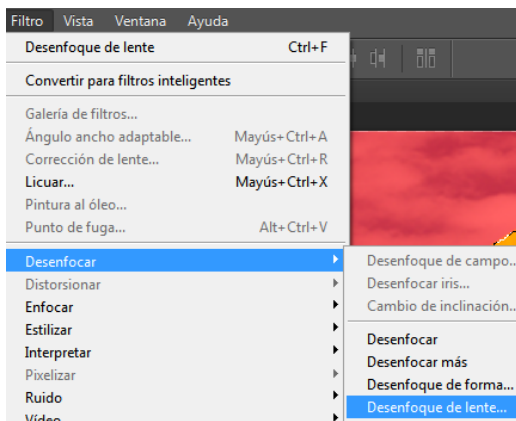 Filtro Vista Ventana Ayuda
Desenfoque de lente Ctrl+F
Convertir para filtros inteligentes
Galería de filtros...
Ángulo ancho adaptable... Mayús+Ctrl+A
Corrección de lente... Mayús+Ctrl+R
Licuar... Mayús+Ctrl+X
Pintura al óleo...
Punto de fuga... Alt+Ctrl+V
Desenfocar
Distorsionar
Enfocar
Estilizar
Interpretar
Pixelizar
Ruido
Vídeo
Desenfoque de campo...
Desenfocar iris...
Cambio de inclinación...
Desenfocar
Desenfocar más
Desenfoque de forma...
Desenfoque de lente...